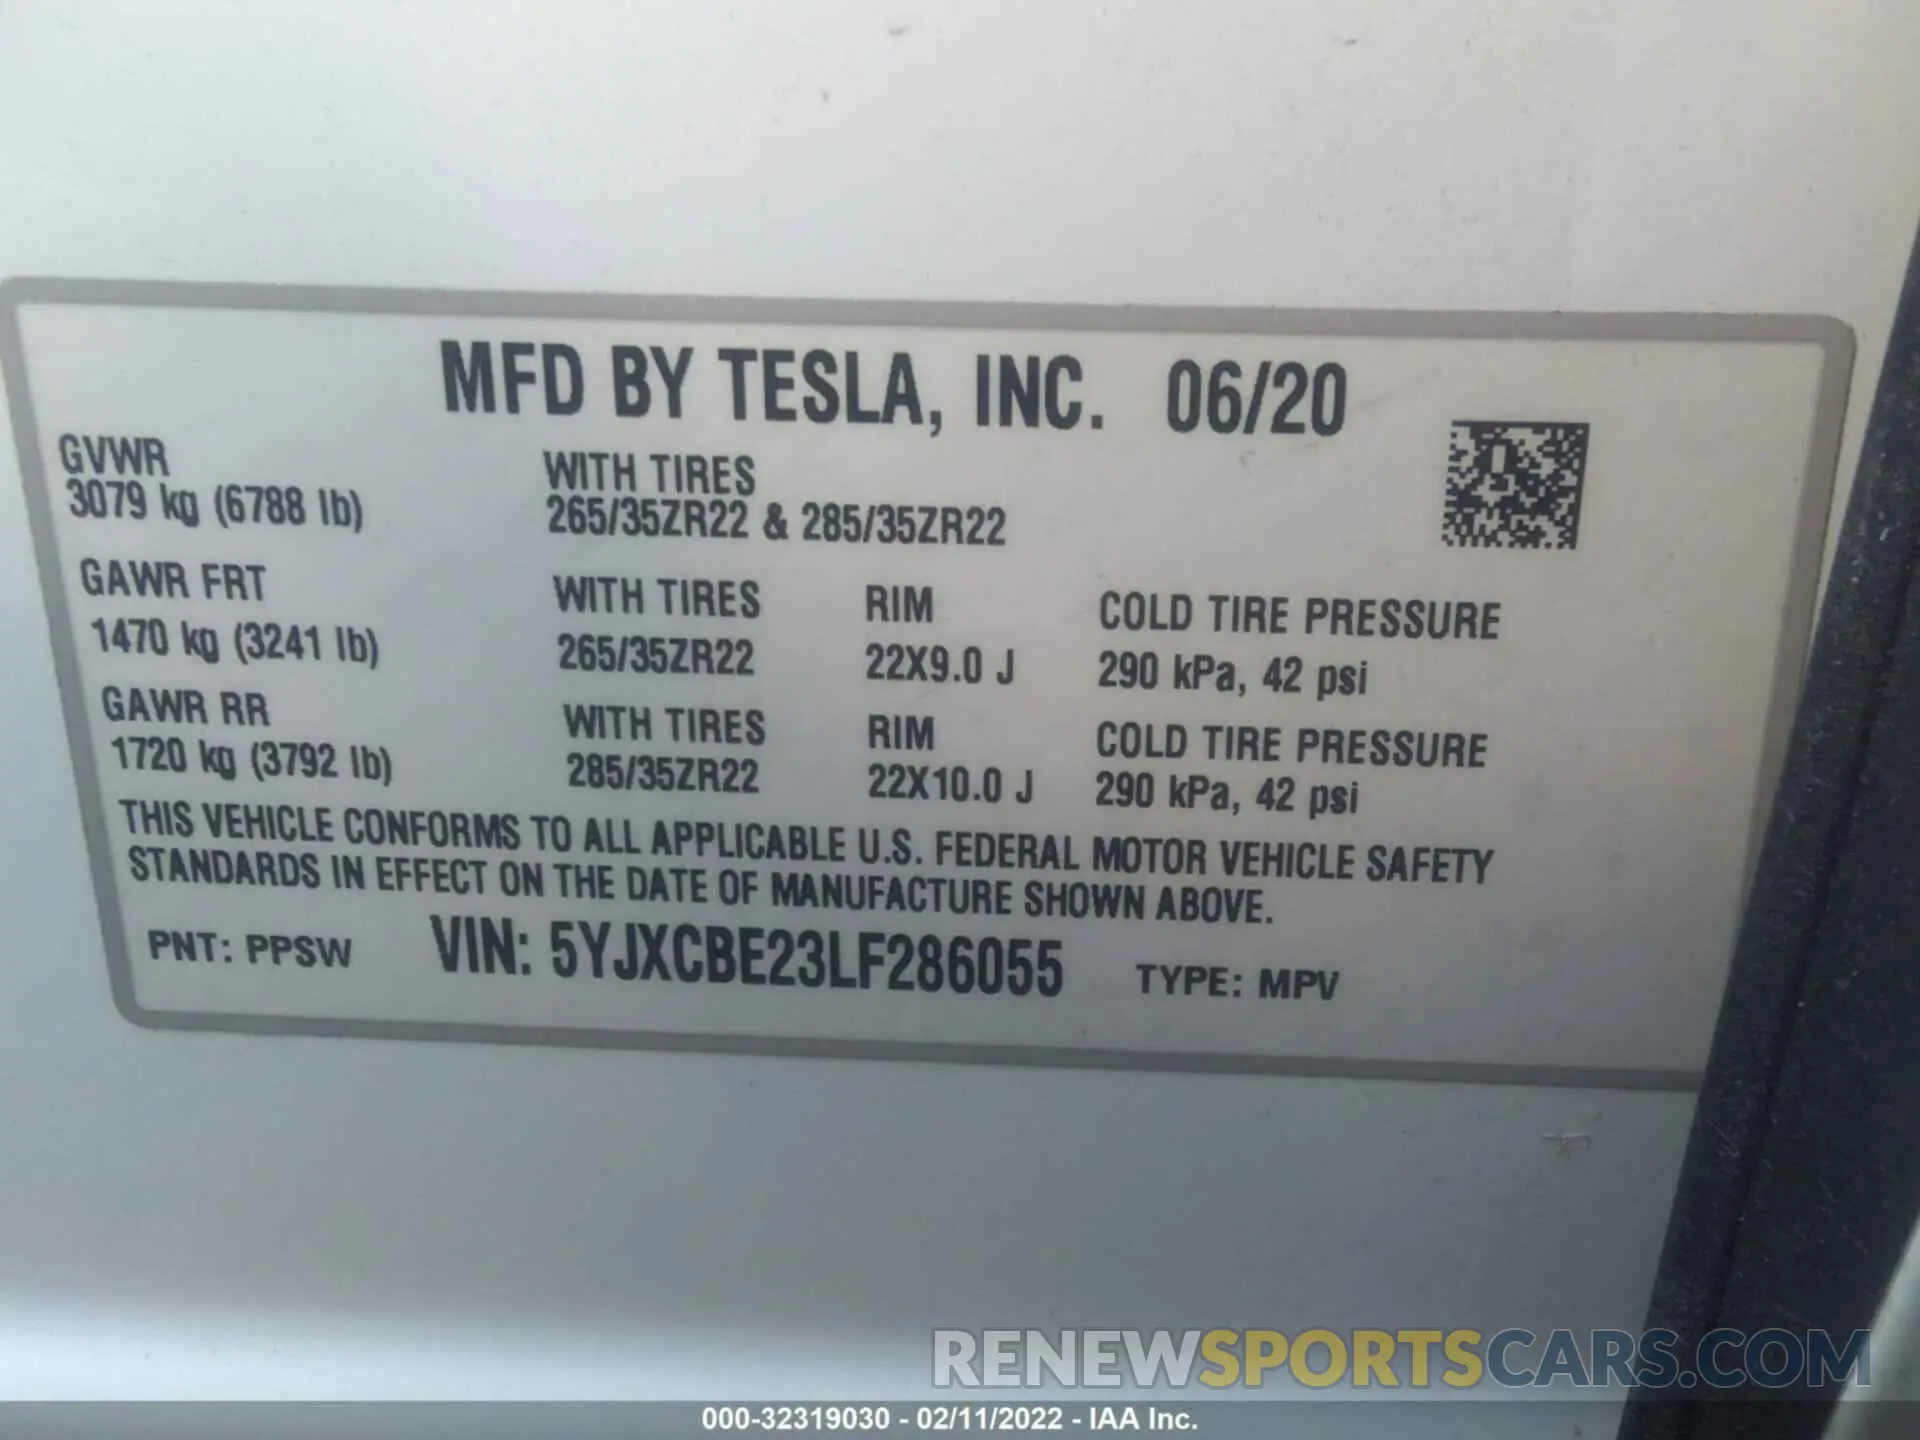 MFD BY TESLA, INC. 06/20
GVWR WITH TIRES
3079 kg (6788 lb) 265/35ZR22 & 285/35ZR22
GAWR FRT WITH TIRES RIM COLD TIRE PRESSURE
1470 kg (3241 lb) 265/35ZR22 22X9.0 J 290 kPa, 42 psi
GAWR RR WITH TIRES RIM COLD TIRE PRESSURE
1720 kg (3792 lb) 285/35ZR22 22X10.0 J 290 kPa, 42 psi
THIS VEHICLE CONFORMS TO ALL APPLICABLE U.S. FEDERAL MOTOR VEHICLE SAFETY
STANDARDS IN EFFECT ON THE DATE OF MANUFACTURE SHOWN ABOVE.
PNT: PPSW VIN: 5YJXCBE23LF286055 TYPE: MPV
RENEWSPORTSCARS.COM
000-32319030 - 02/11/2022 - IAA Inc.